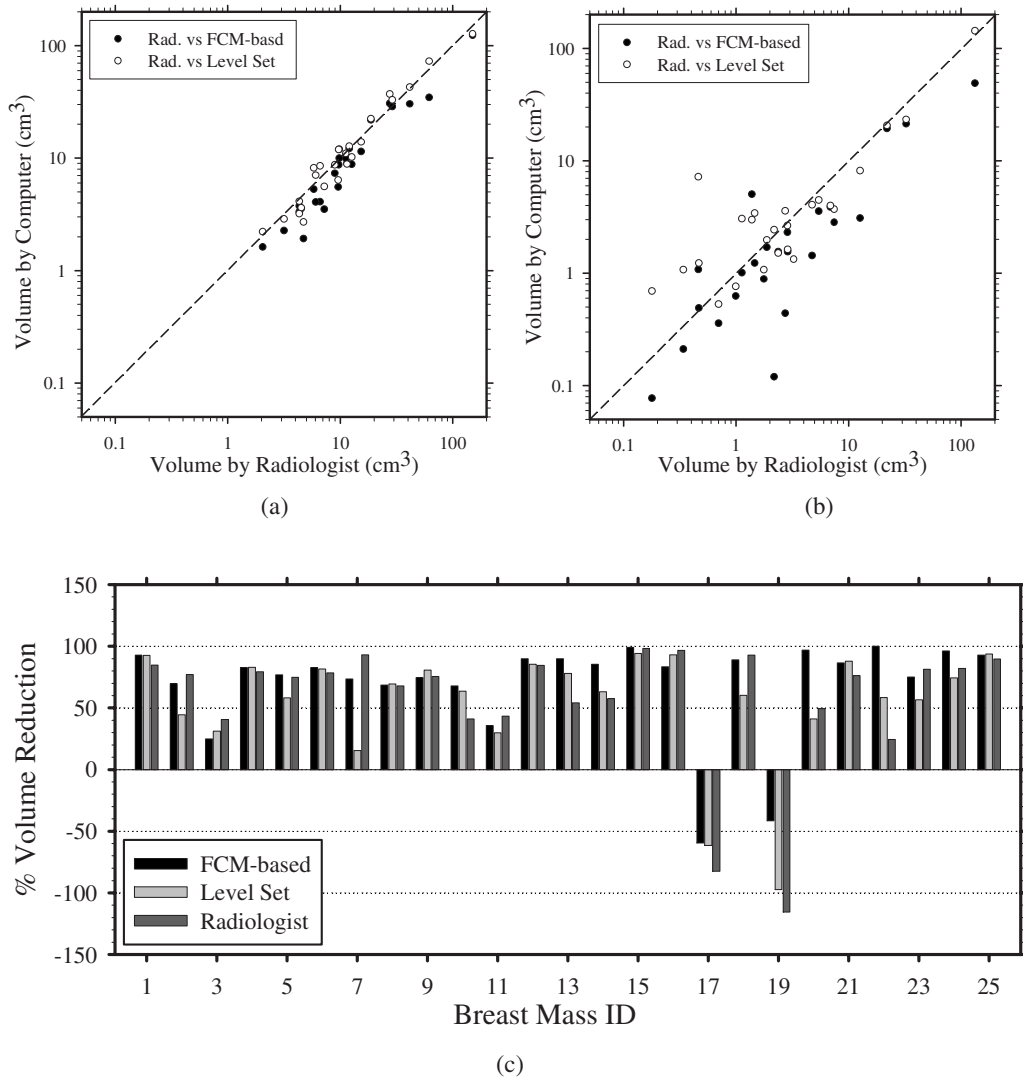 Rad. vs FCM-basd
Rad. vs Level Set
Volume by Computer (cm3)
100
10
1
0.1
0.1 1 10 100
Volume by Radiologist (cm3)
(a)
Rad. vs FCM-based
Rad. vs Level Set
Volume by Computer (cm3)
100
10
1
0.1
0.1 1 10 100
Volume by Radiologist (cm3)
(b)
% Volume Reduction
150
100
50
0
-50
-100
-150
FCM-based
Level Set
Radiologist
1 3 5 7 9 11 13 15 17 19 21 23 25
Breast Mass ID
(c)